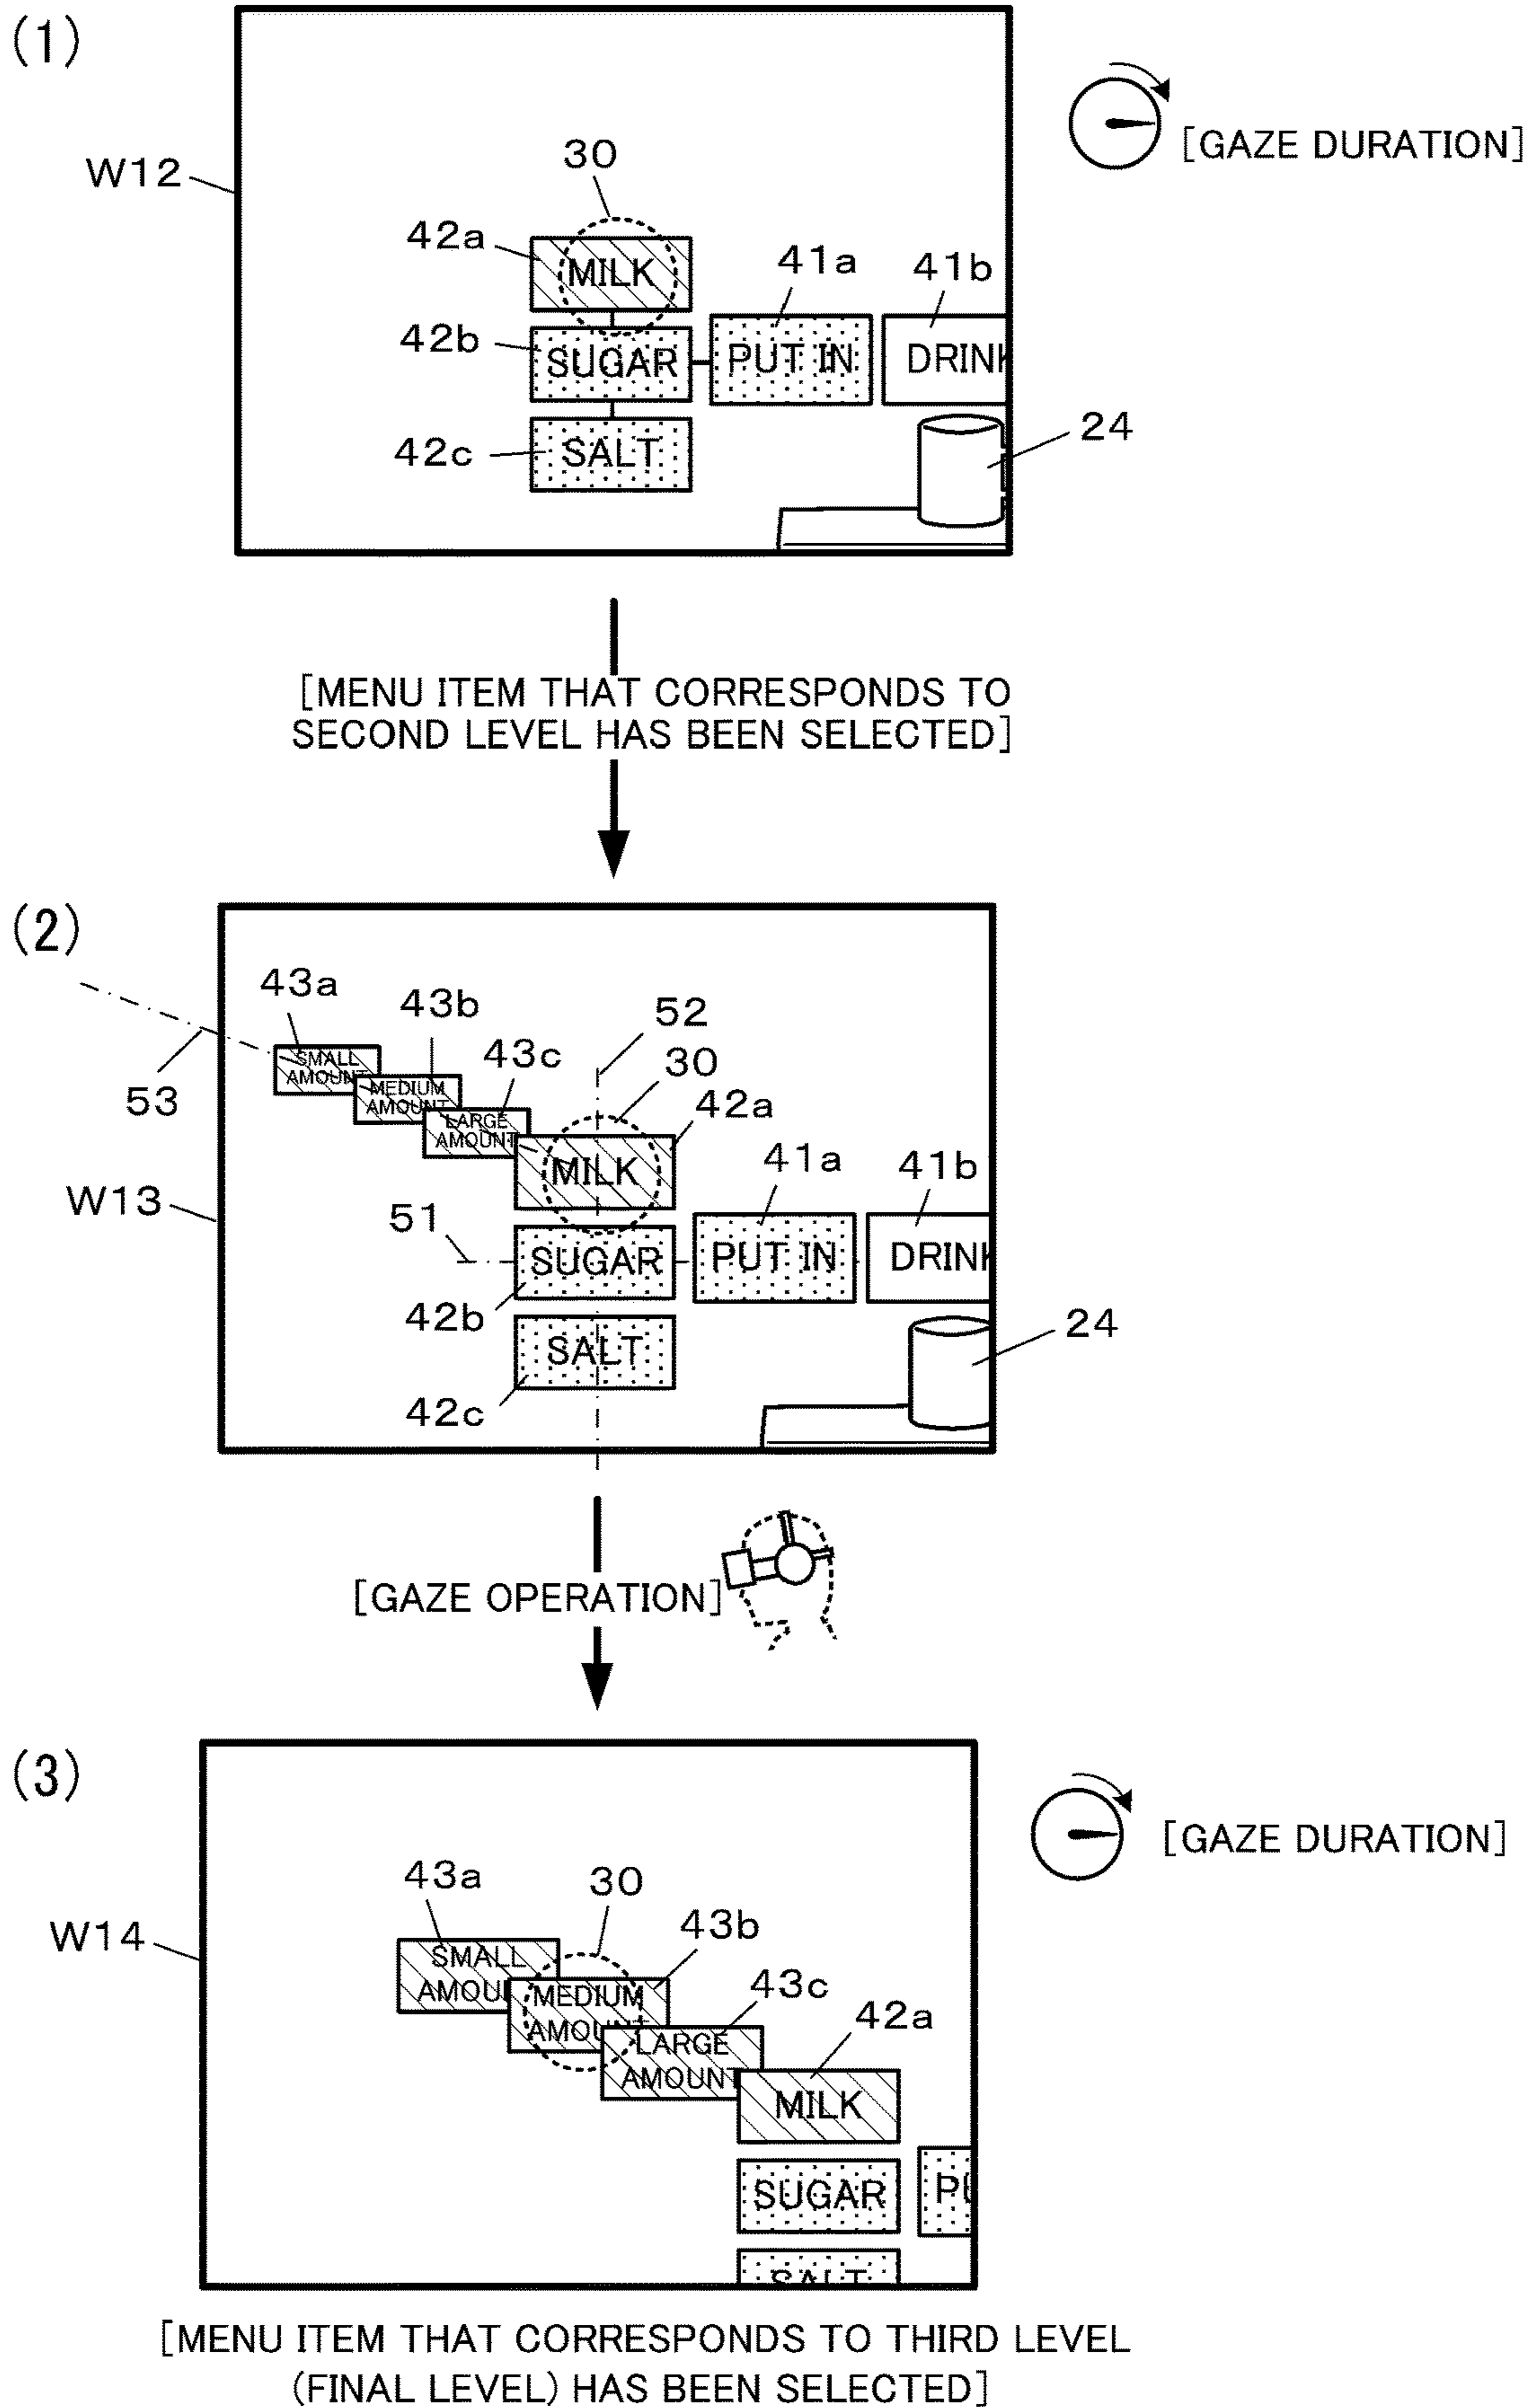 (1)
[GAZE DURATION]
W12
30
42a
MILK
41a
41b
42b
SUGAR
PUT IN
DRINK
42c
SALT
24
[MENU ITEM THAT CORRESPONDS TO
SECOND LEVEL HAS BEEN SELECTED]
(2)
43a
43b
52
43c
30
53
SMALL
AMOUNT
MEDIUM
AMOUNT
LARGE
AMOUNT
42a
MILK
41a
41b
W13
51
SUGAR
PUT IN
DRINK
42b
24
SALT
42c
[GAZE OPERATION]
(3)
[GAZE DURATION]
43a
30
43b
W14
SMALL
AMOU
MEDIUM
AMOUNT
43c
LARGE
AMOUNT
42a
MILK
SUGAR
PU
SALT
[MENU ITEM THAT CORRESPONDS TO THIRD LEVEL
(FINAL LEVEL) HAS BEEN SELECTED]